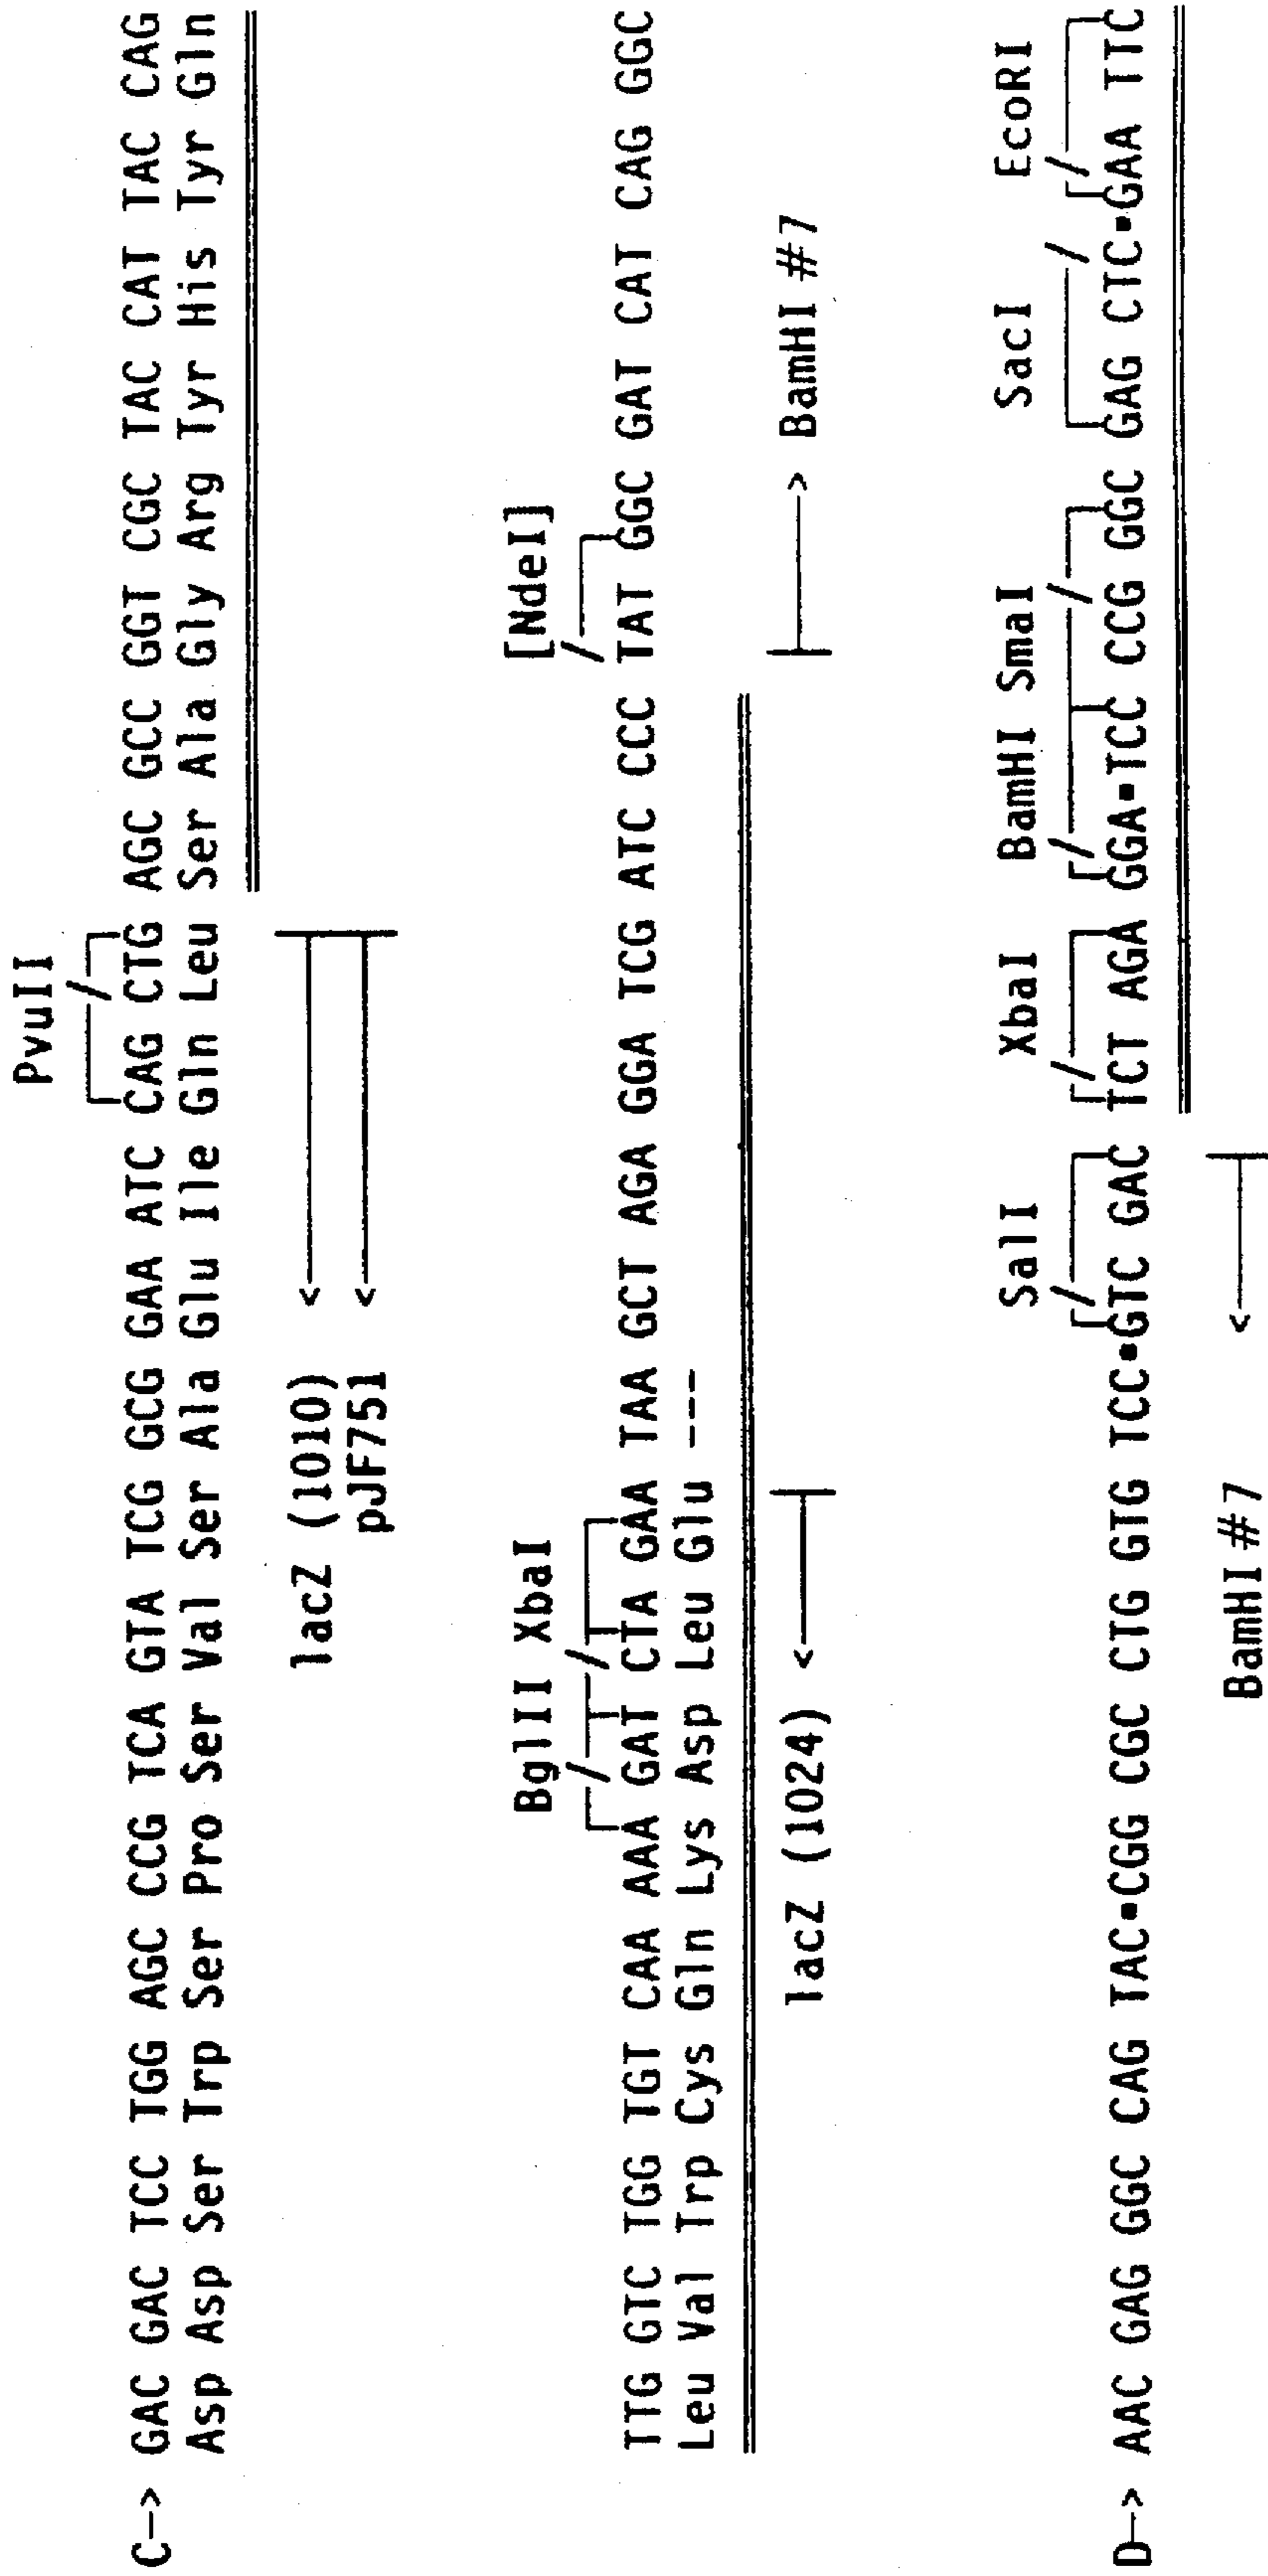 PvuII
C—> GAC GAC TCC TGG AGC CCG TCA GTA TCG GCG GAA ATC CAG CTG AGC GCC GGT CGC TAC CAT TAC CAG
Asp Asp Ser Trp Ser Pro Ser Val Ser Ala Glu Ile Gln Leu Ser Ala Gly Arg Tyr His Tyr Gln
lacZ (1010) <
pJF751 <
BglII XbaI [NdeI]
TTG GTC TGG TGT CAA AAA GAT CTA GAA TAA GCT AGA GGA TCG ATC CCC TAT GGC GAT CAT CAG GGC
Leu Val Trp Cys Gln Lys Asp Leu Glu ---
lacZ (1024) < > BamHI #7
SalI XbaI BamHI SmaI SacI EcoRI
D—> AAC GAG GGC CAG TAC▪CGG CGC CTG GTG TCC▪GTC GAC TCT AGA GGA▪TCC CCG GGC GAG CTC▪GAA TTC
BamHI #7 <